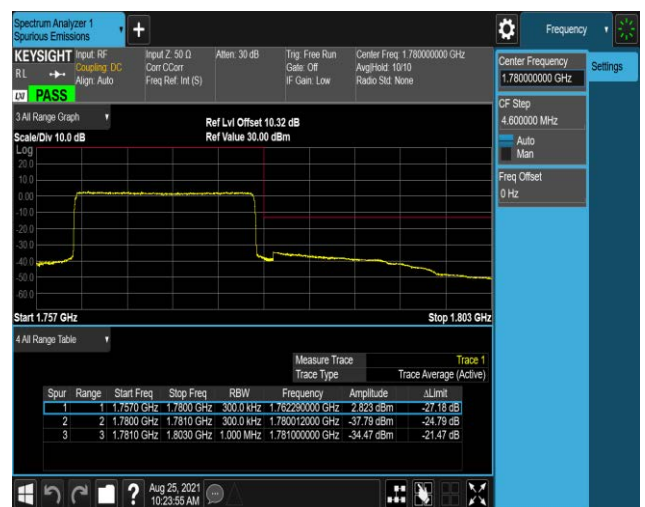 Spectrum Analyzer 1
Spurious Emissions
+
Frequency
KEYSIGHT
RL
LXI PASS
Input: RF
Coupling: DC
Align: Auto
Input Z: 50 Ω
Corr CCorr
Freq Ref: Int (S)
Atten: 30 dB
Trig: Free Run
Gate: Off
IF Gain: Low
Center Freq: 1.780000000 GHz
Avg|Hold: 10/10
Radio Std: None
Center Frequency
1.780000000 GHz
Settings
CF Step
4.600000 MHz
Auto
Man
Freq Offset
0 Hz
3 All Range Graph
Scale/Div 10.0 dB
Ref Lvl Offset 10.32 dB
Ref Value 30.00 dBm
Log
20.0
10.0
0.00
-10.0
-20.0
-30.0
-40.0
-50.0
-60.0
Start 1.757 GHz
Stop 1.803 GHz
4 All Range Table
Measure Trace Trace 1
Trace Type Trace Average (Active)
Spur Range Start Freq Stop Freq RBW Frequency Amplitude ΔLimit
1 1 1.7570 GHz 1.7800 GHz 300.0 kHz 1.762290000 GHz 2.823 dBm -27.18 dB
2 2 1.7800 GHz 1.7810 GHz 300.0 kHz 1.780012000 GHz -37.79 dBm -24.79 dB
3 3 1.7810 GHz 1.8030 GHz 1.000 MHz 1.781000000 GHz -34.47 dBm -21.47 dB
?
Aug 25, 2021
10:23:55 AM